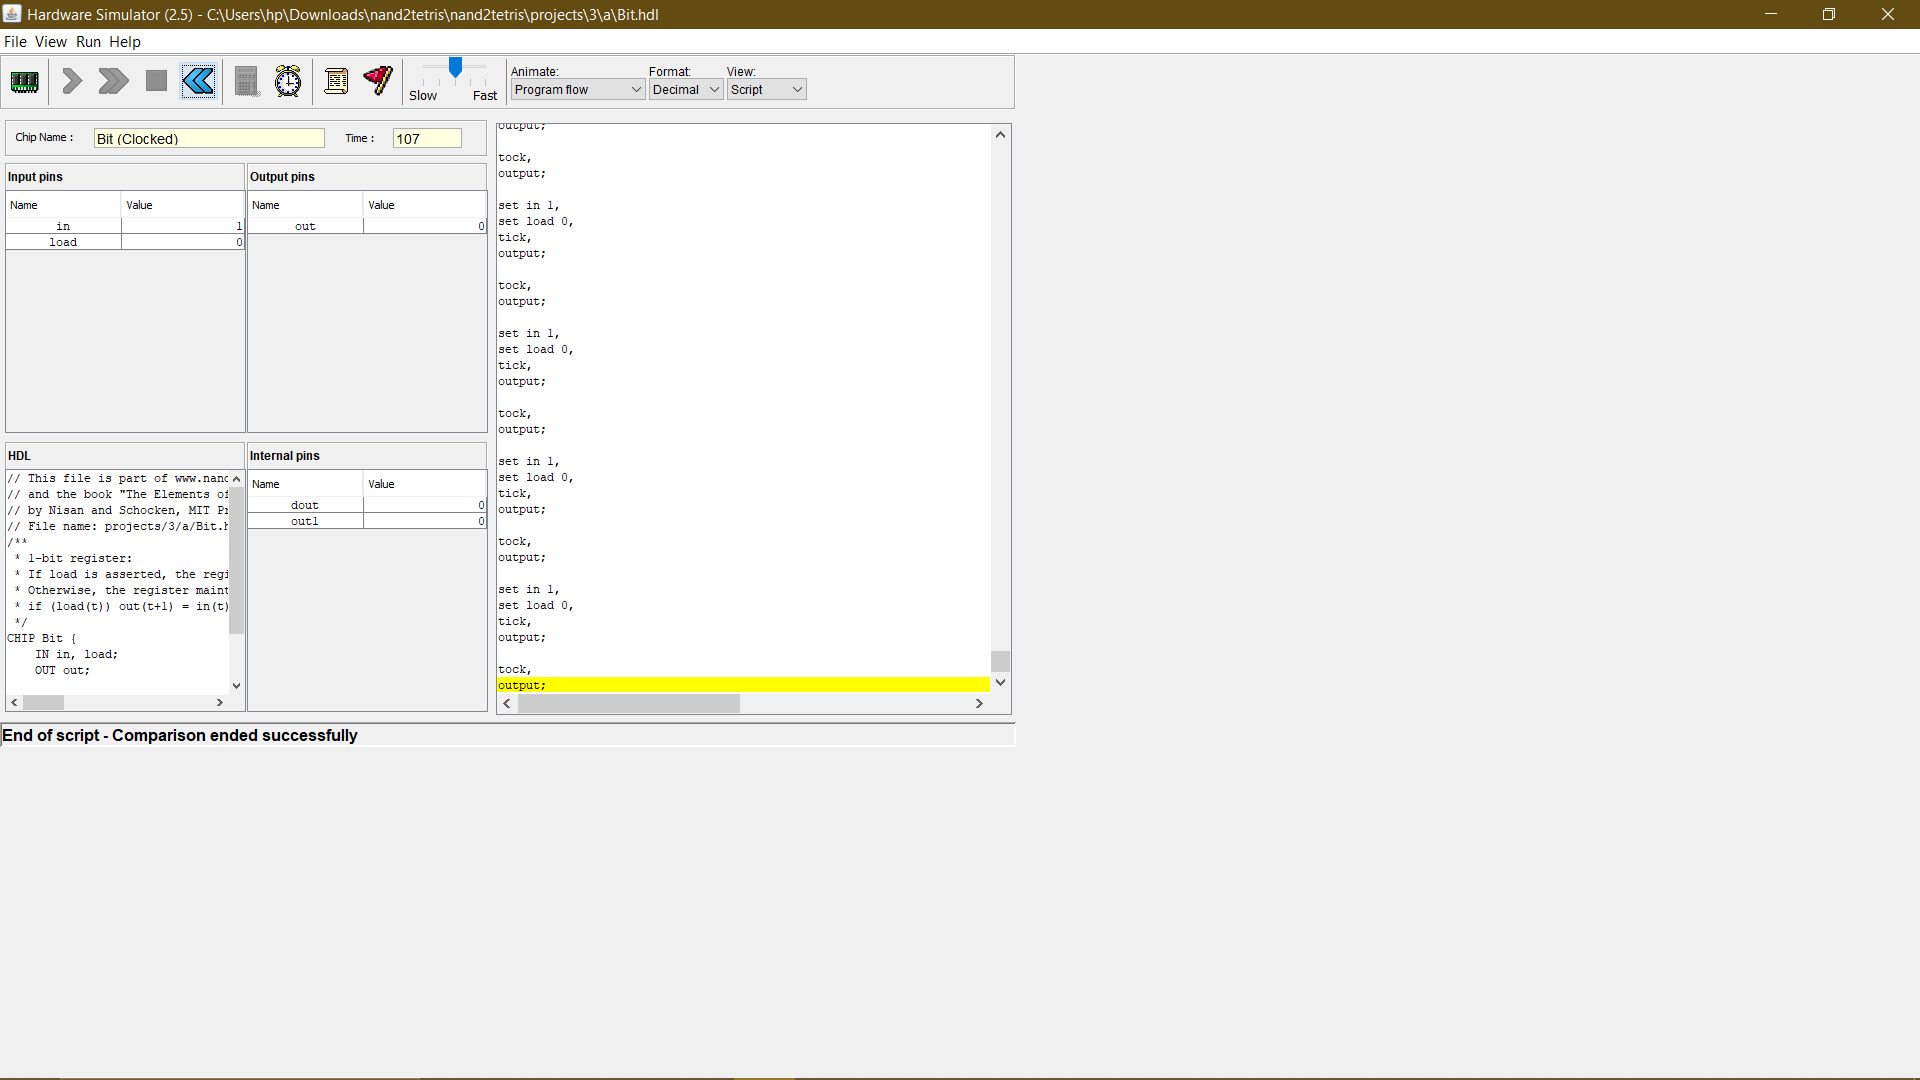 Hardware Simulator (2.5) - C:\Users\hp\Downloads\nand2tetris\nand2tetris\projects\3\a\Bit.hdl
File View Run Help
Slow Fast
Animate: Format: View:
Program flow Decimal Script
Chip Name : Bit (Clocked) Time : 107
Input pins
Name Value
in 1
load 0
Output pins
Name Value
out 0
HDL
// This file is part of
// and the book "The Elements
// by Nisan and Schocken, MIT
// File name: projects/3/a/Bit.
/**
* 1-bit register:
* If load is asserted, the
* Otherwise, the register
* if (load(t)) out(t+1) = in(t)
*/
CHIP Bit {
IN in, load;
OUT out;
Internal pins
Name Value
dout 0
out1 0
output;
tock,
output;
set in 1,
set load 0,
tick,
output;
tock,
output;
set in 1,
set load 0,
tick,
output;
tock,
output;
set in 1,
set load 0,
tick,
output;
tock,
output;
set in 1,
set load 0,
tick,
output;
tock,
output;
End of script - Comparison ended successfully